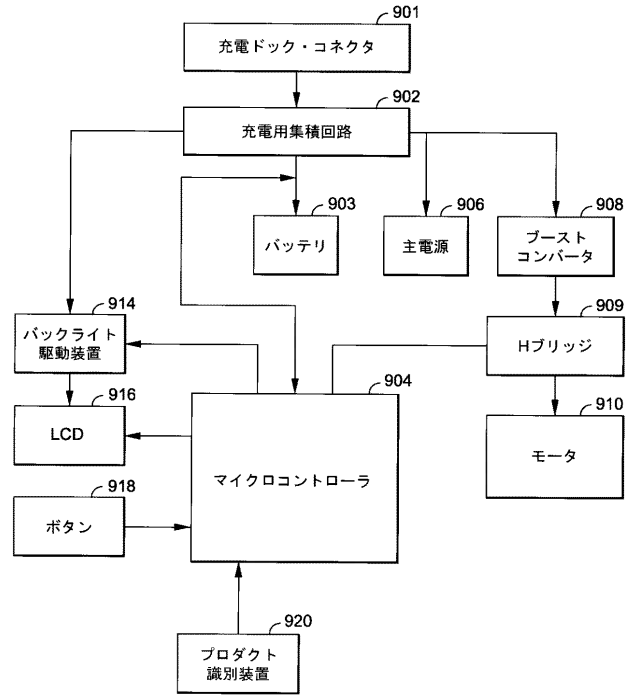 901
充電ドック・コネクタ
902
充電用集積回路
903
バッテリ
906
主電源
908
ブースト
コンバータ
914
バックライト
駆動装置
909
Hブリッジ
916
LCD
904
マイクロコントローラ
910
モータ
918
ボタン
920
プロダクト
識別装置